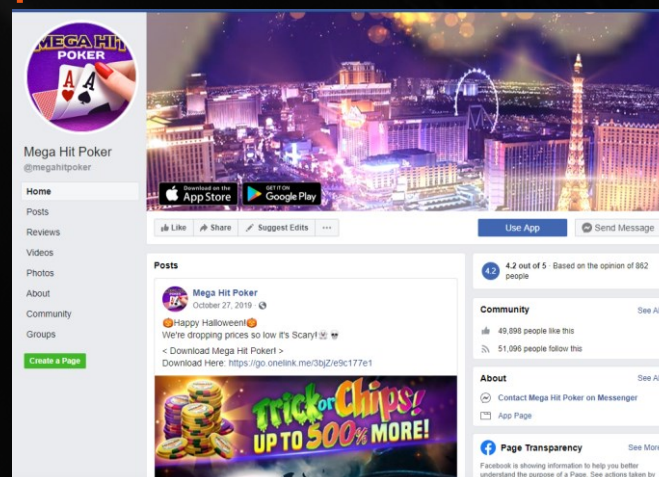 MEGA HIT
POKER
A A
Mega Hit Poker
@megahitpoker
Home
Posts
Reviews
Videos
Photos
About
Community
Groups
Create a Page
Download on the
App Store
GET IT ON
Google Play
Like
Share
Suggest Edits
...
Use App
Send Message
Posts
Mega Hit Poker
October 27, 2019 ·
🎃Happy Halloween!🎃
We're dropping prices so low it's Scary!
< Download Mega Hit Poker! >
Download Here: https://go.onelink.me/3bjZ/e9c177e1
Trick or Chips!
UP TO 500% MORE!
4.2
4.2 out of 5 · Based on the opinion of 862
people
Community
See Al
49,898 people like this
51,096 people follow this
About
See Al
Contact Mega Hit Poker on Messenger
App Page
Page Transparency
See More
Facebook is showing information to help you better
understand the purpose of a Page. See actions taken by